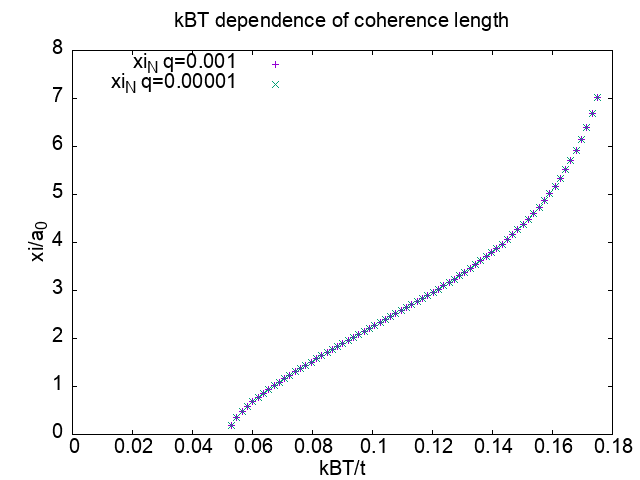 kBT dependence of coherence length
xi_N q=0.001
xi_N q=0.00001
8
7
6
5
4
3
2
1
0
xi/a_0
0 0.02 0.04 0.06 0.08 0.1 0.12 0.14 0.16 0.18
kBT/t